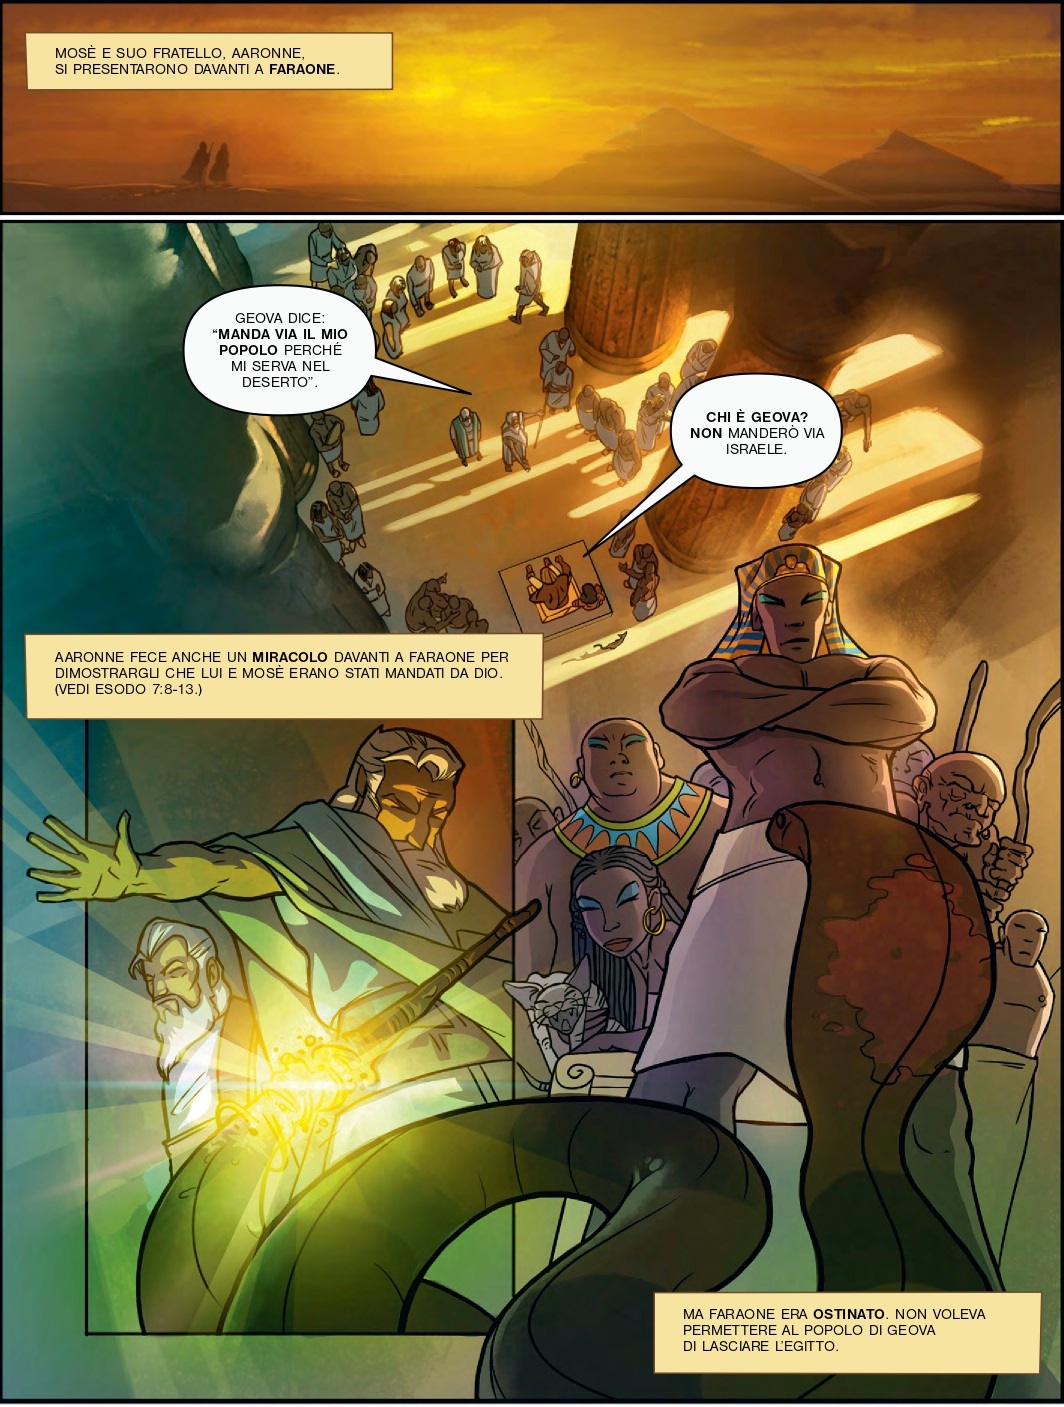 MOSÈ E SUO FRATELLO, AARONNE,
SI PRESENTARONO DAVANTI A FARAONE.
GEOVA DICE:
“MANDA VIA IL MIO
POPOLO PERCHÉ
MI SERVA NEL
DESERTO”.
CHI È GEOVA?
NON MANDERÒ VIA
ISRAELE.
AARONNE FECE ANCHE UN MIRACOLO DAVANTI A FARAONE PER
DIMOSTRARGLI CHE LUI E MOSÈ ERANO STATI MANDATI DA DIO.
(VEDI ESODO 7:8-13.)
MA FARAONE ERA OSTINATO. NON VOLEVA
PERMETTERE AL POPOLO DI GEOVA
DI LASCIARE L’EGITTO.